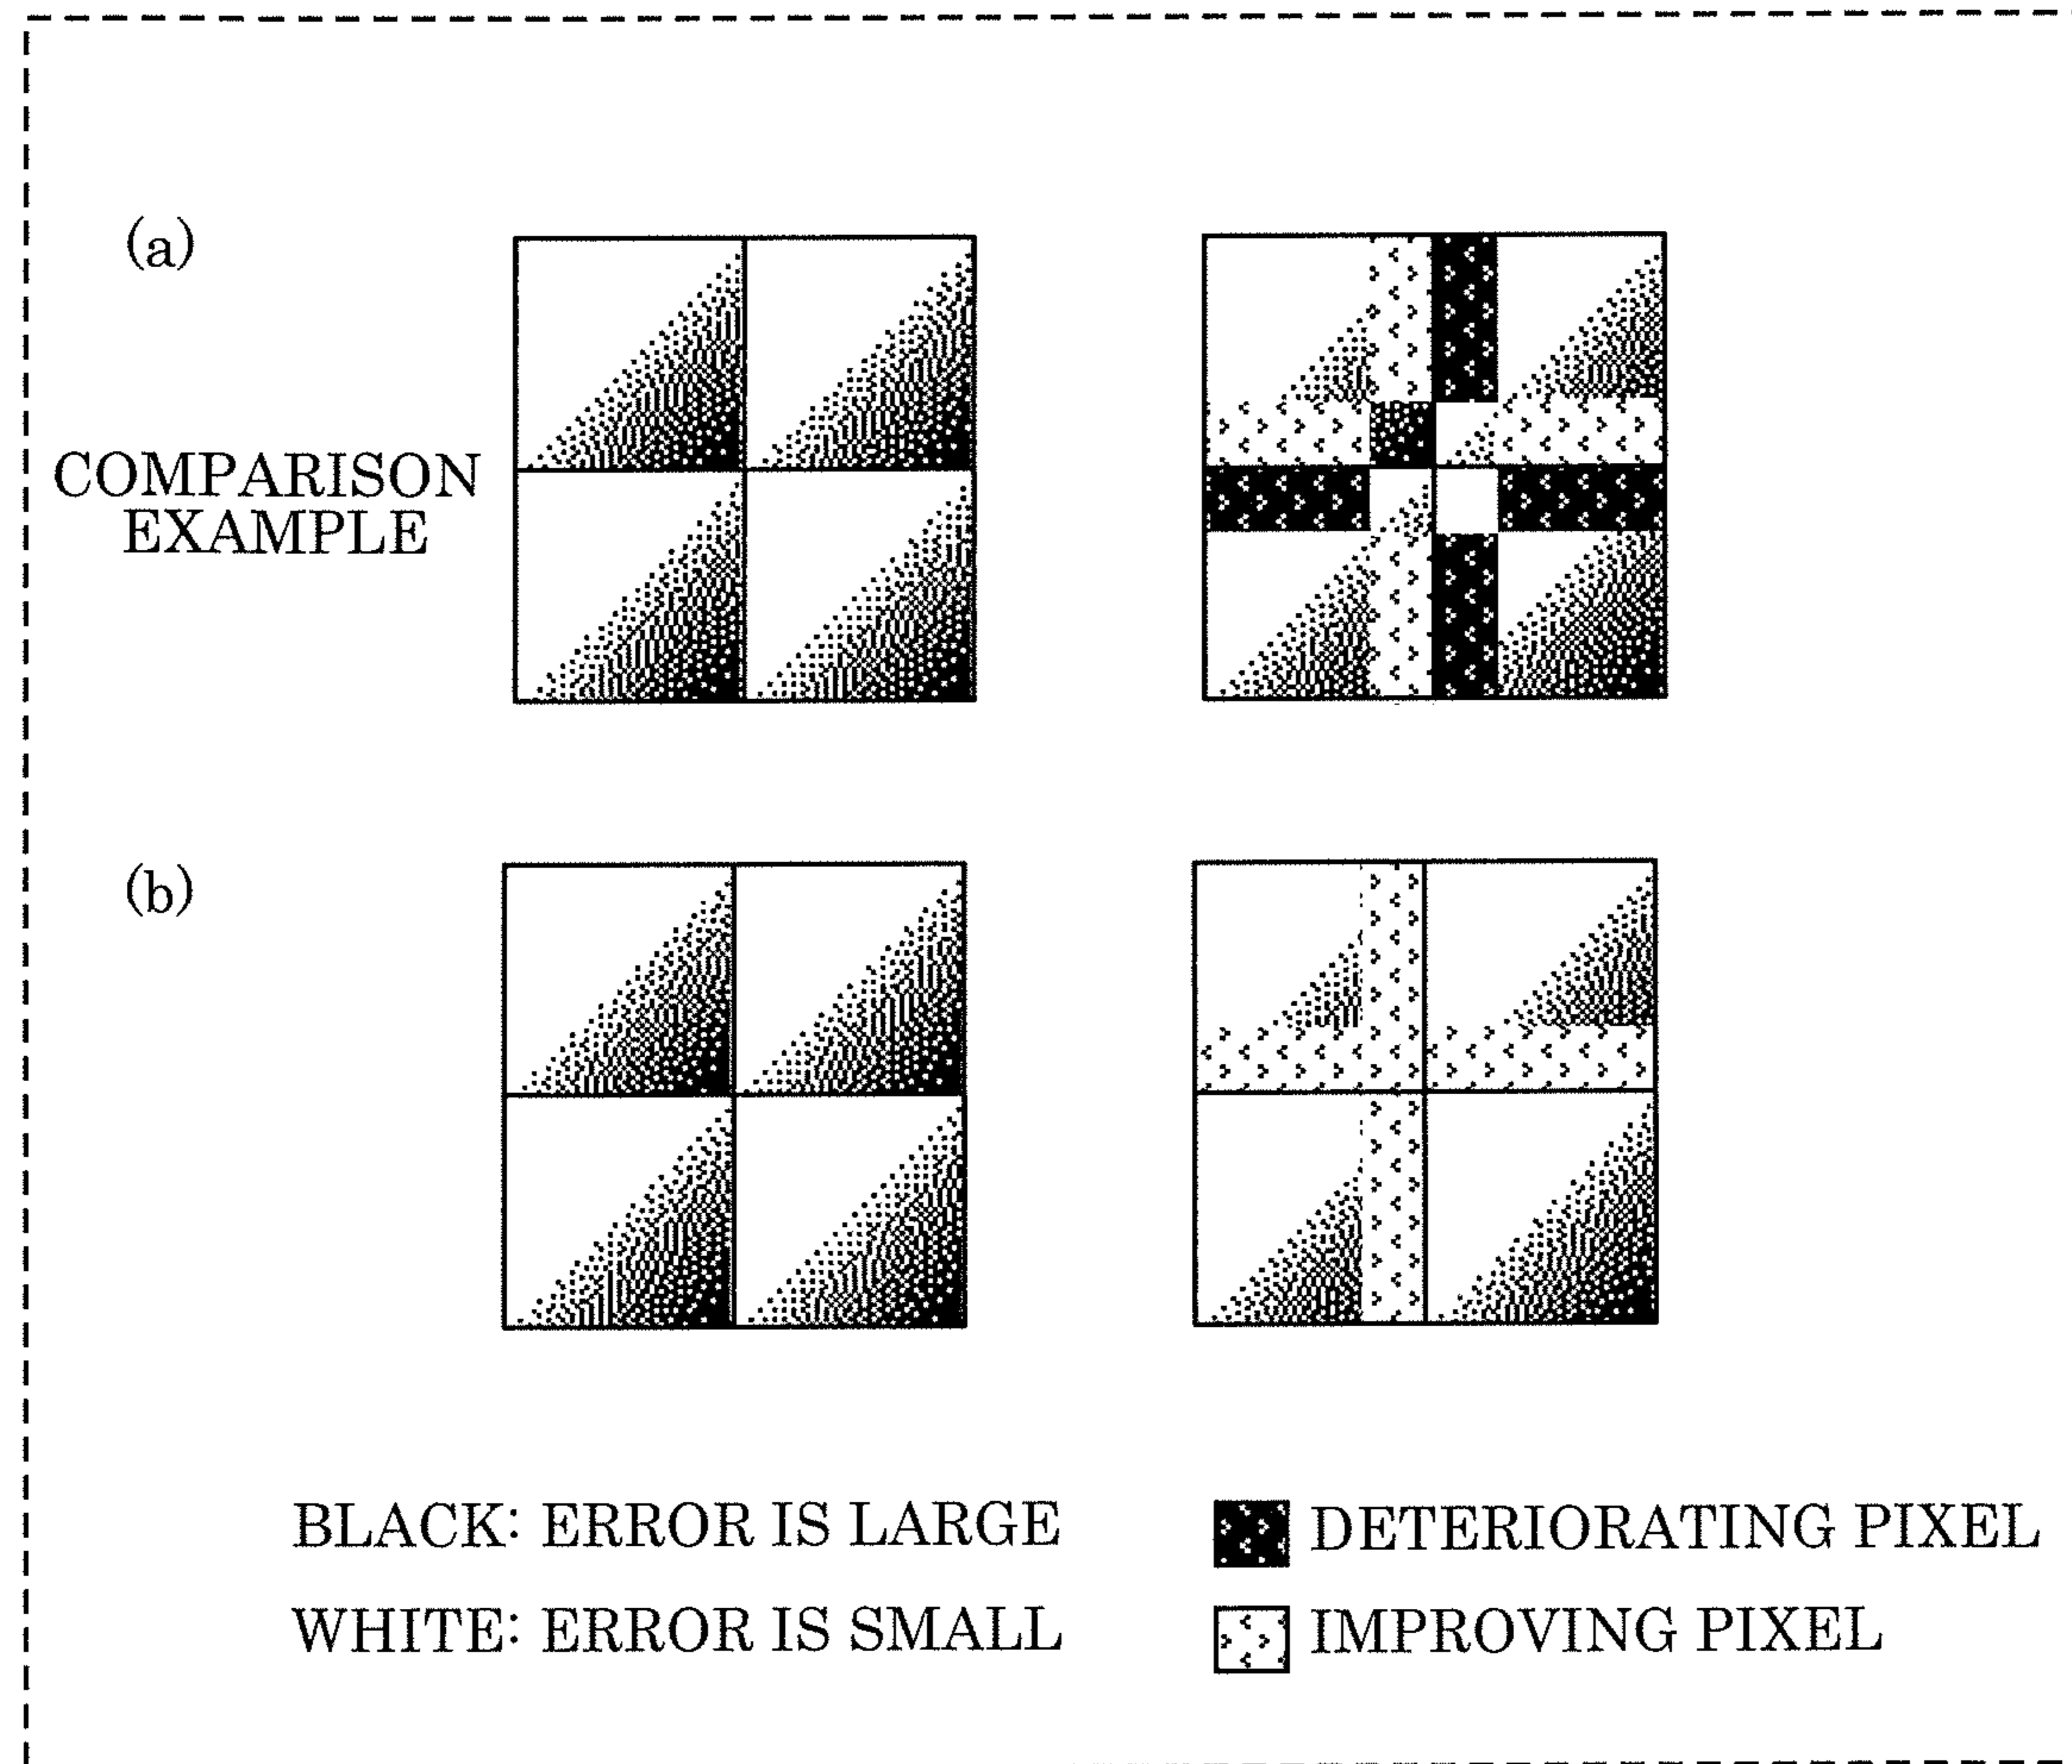 (a)
COMPARISON
EXAMPLE
(b)
BLACK: ERROR IS LARGE
DETERIORATING PIXEL
WHITE: ERROR IS SMALL
IMPROVING PIXEL